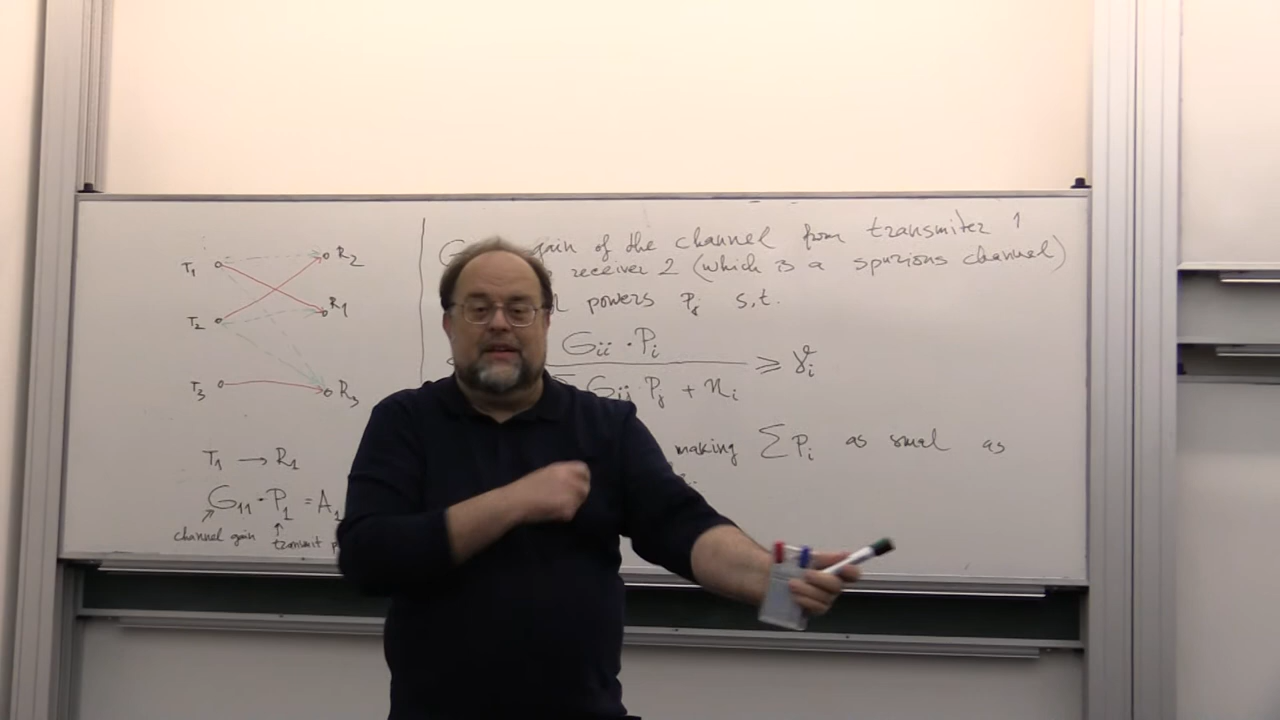 T₁
R₂
R₁
T₂
T₃
R₃
T₁ → R₁
G₁₁ · P₁ = A₁
channel gain
transmit
gain of the channel from transmiter 1
receiver 2 (which is a spurious channel)
powers Pⱼ s.t.
Gᵢᵢ · Pᵢ
≥ γᵢ
Gᵢⱼ Pⱼ + nᵢ
making Σ Pᵢ as smal as